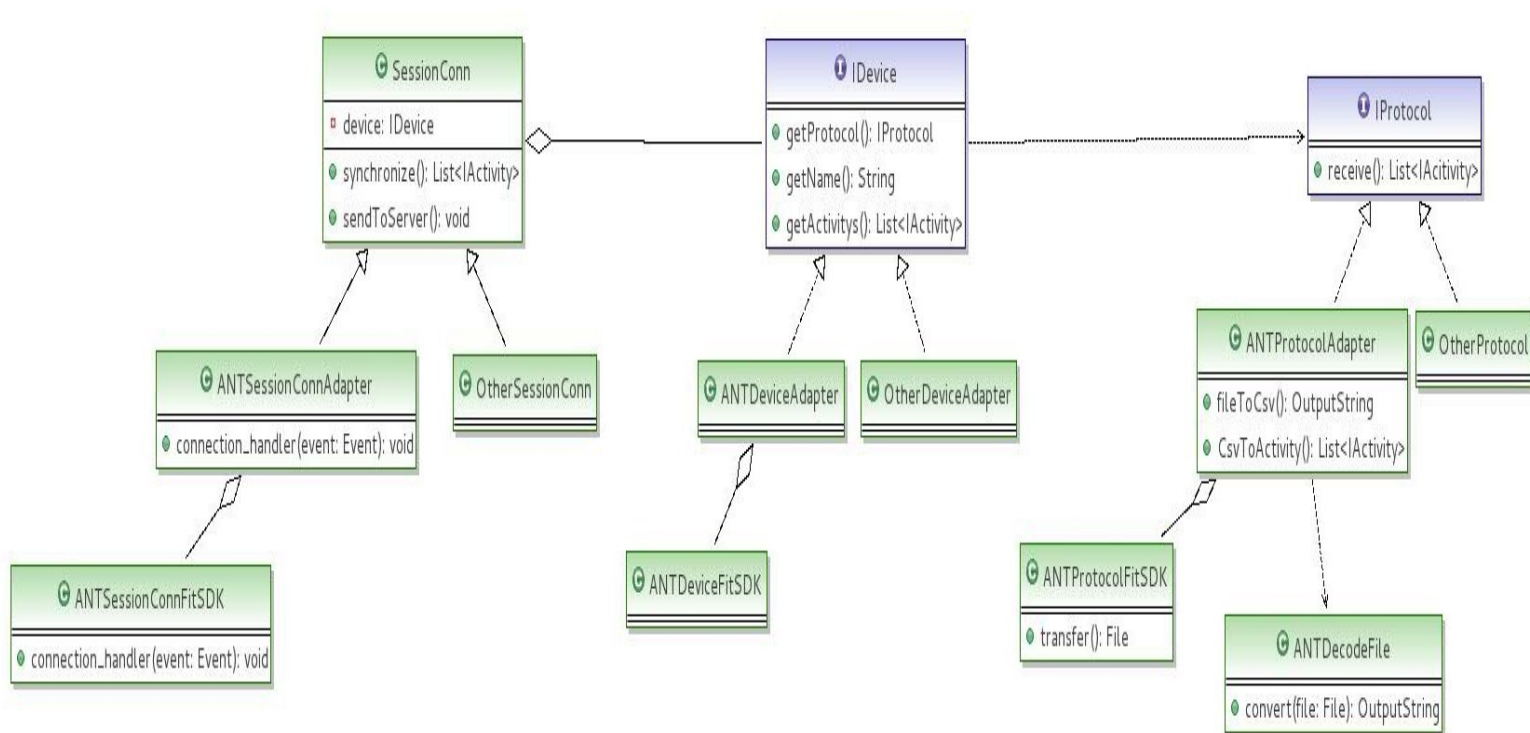 SessionConn
device: IDevice
synchronize(): List<IActivity>
sendToServer(): void
IDevice
getProtocol(): IProtocol
getName(): String
getActivitys(): List<IActivity>
IProtocol
receive(): List<IAcitivity>
ANTSessionConnAdapter
connection_handler(event: Event): void
OtherSessionConn
ANTDeviceAdapter
OtherDeviceAdapter
ANTProtocolAdapter
fileToCsv(): OutputString
CsvToActivity(): List<IActivity>
OtherProtocol
ANTSessionConnFitSDK
connection_handler(event: Event): void
ANTDeviceFitSDK
ANTProtocolFitSDK
transfer(): File
ANTDecodeFile
convert(file: File): OutputString